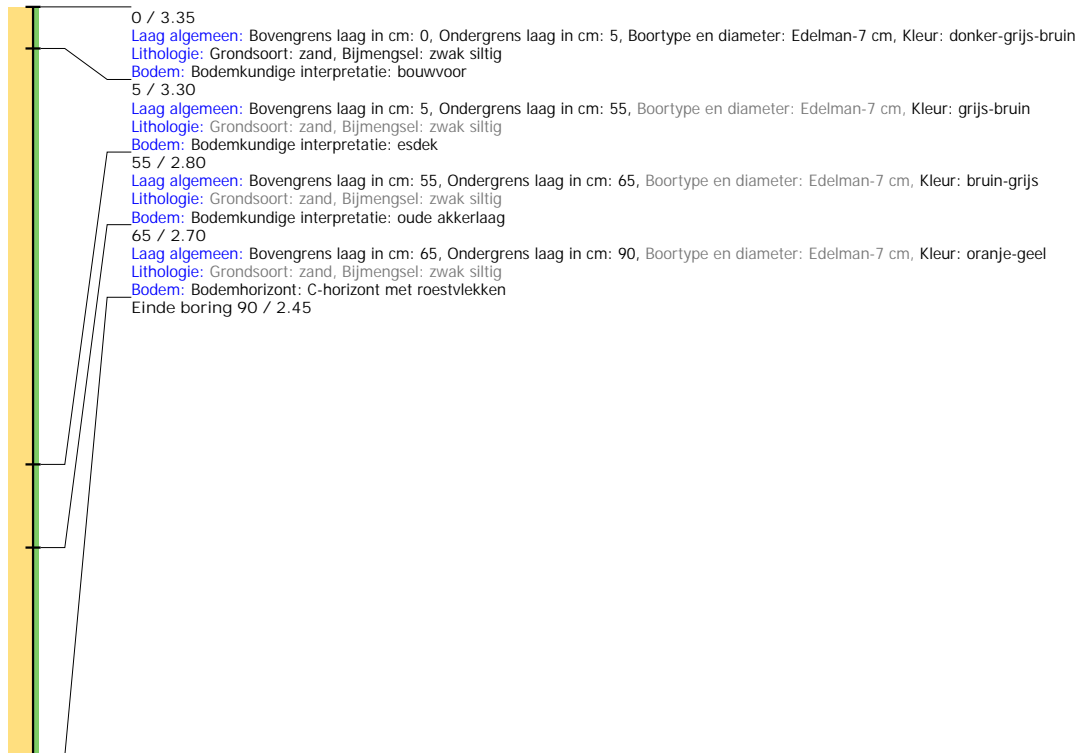 0 / 3.35
Laag algemeen: Bovengrens laag in cm: 0, Ondergrens laag in cm: 5, Boortype en diameter: Edelman-7 cm, Kleur: donker-grijs-bruin
Lithologie: Grondsoort: zand, Bijmengsel: zwak siltig
Bodem: Bodemkundige interpretatie: bouwvoor
5 / 3.30
Laag algemeen: Bovengrens laag in cm: 5, Ondergrens laag in cm: 55, Boortype en diameter: Edelman-7 cm, Kleur: grijs-bruin
Lithologie: Grondsoort: zand, Bijmengsel: zwak siltig
Bodem: Bodemkundige interpretatie: esdek
55 / 2.80
Laag algemeen: Bovengrens laag in cm: 55, Ondergrens laag in cm: 65, Boortype en diameter: Edelman-7 cm, Kleur: bruin-grijs
Lithologie: Grondsoort: zand, Bijmengsel: zwak siltig
Bodem: Bodemkundige interpretatie: oude akkerlaag
65 / 2.70
Laag algemeen: Bovengrens laag in cm: 65, Ondergrens laag in cm: 90, Boortype en diameter: Edelman-7 cm, Kleur: oranje-geel
Lithologie: Grondsoort: zand, Bijmengsel: zwak siltig
Bodem: Bodemhorizont: C-horizont met roestvlekken
Einde boring 90 / 2.45